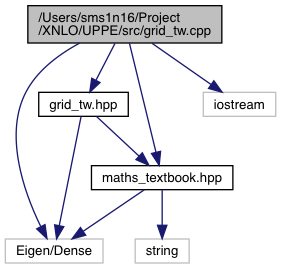 /Users/sms1n16/Project
/XNLO/UPPE/src/grid_tw.cpp
grid_tw.hpp
iostream
maths_textbook.hpp
Eigen/Dense
string